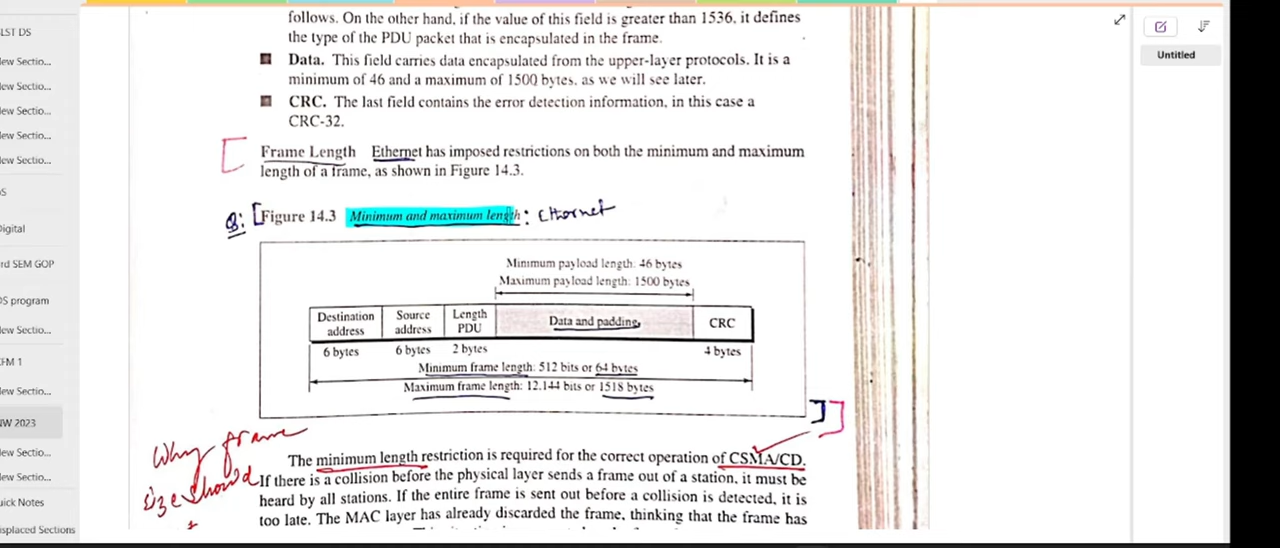 LST DS
ew Sectio...
ew Sectio...
ew Sectio...
ew Sectio...
ew Sectio...
S
igital
rd SEM GOP
OS program
ew Sectio...
FM 1
ew Sectio...
NW 2023
ew Sectio...
ew Sectio...
uick Notes
isplaced Sections
follows. On the other hand, if the value of this field is greater than 1536, it defines
the type of the PDU packet that is encapsulated in the frame.
Data. This field carries data encapsulated from the upper-layer protocols. It is a
minimum of 46 and a maximum of 1500 bytes, as we will see later.
CRC. The last field contains the error detection information, in this case a
CRC-32.
Frame Length Ethernet has imposed restrictions on both the minimum and maximum
length of a frame, as shown in Figure 14.3.
Q: [Figure 14.3 Minimum and maximum length: Ethernet
Minimum payload length: 46 bytes
Maximum payload length: 1500 bytes
Destination address
Source address
Length PDU
Data and padding
CRC
6 bytes 6 bytes 2 bytes 4 bytes
Minimum frame length: 512 bits or 64 bytes
Maximum frame length: 12.144 bits or 1518 bytes
Why frame
size should
The minimum length restriction is required for the correct operation of CSMA/CD.
If there is a collision before the physical layer sends a frame out of a station, it must be
heard by all stations. If the entire frame is sent out before a collision is detected, it is
too late. The MAC layer has already discarded the frame, thinking that the frame has
Untitled